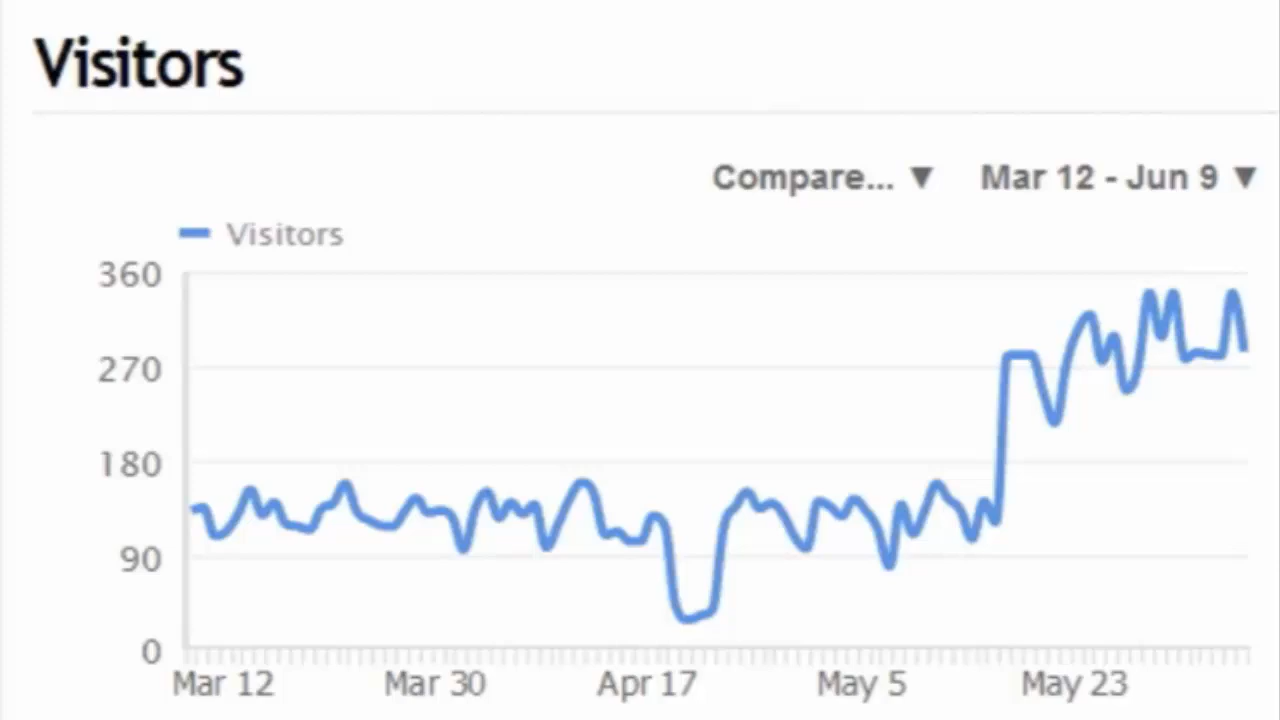 Visitors
Compare... ▼ Mar 12 - Jun 9 ▼
Visitors
360
270
180
90
0
Mar 12 Mar 30 Apr 17 May 5 May 23